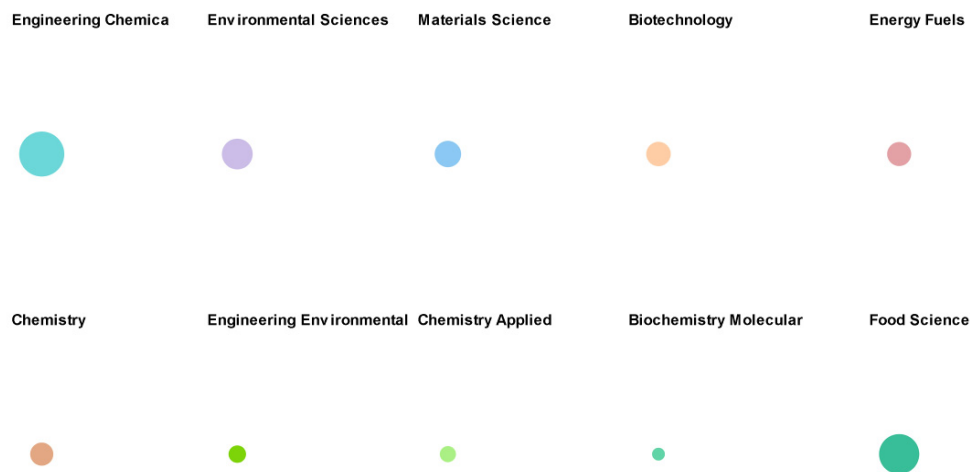 Engineering Chemica
Environmental Sciences
Materials Science
Biotechnology
Energy Fuels
Chemistry
Engineering Environmental
Chemistry Applied
Biochemistry Molecular
Food Science